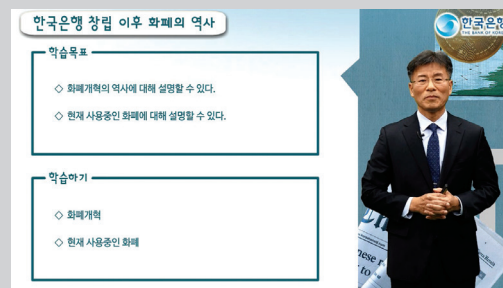 한국은행 창립 이후 화폐의 역사
한국은행
THE BANK OF KOREA
학습목표
◇ 화폐개혁의 역사에 대해 설명할 수 있다.
◇ 현재 사용중인 화폐에 대해 설명할 수 있다.
학습하기
◇ 화폐개혁
◇ 현재 사용중인 화폐